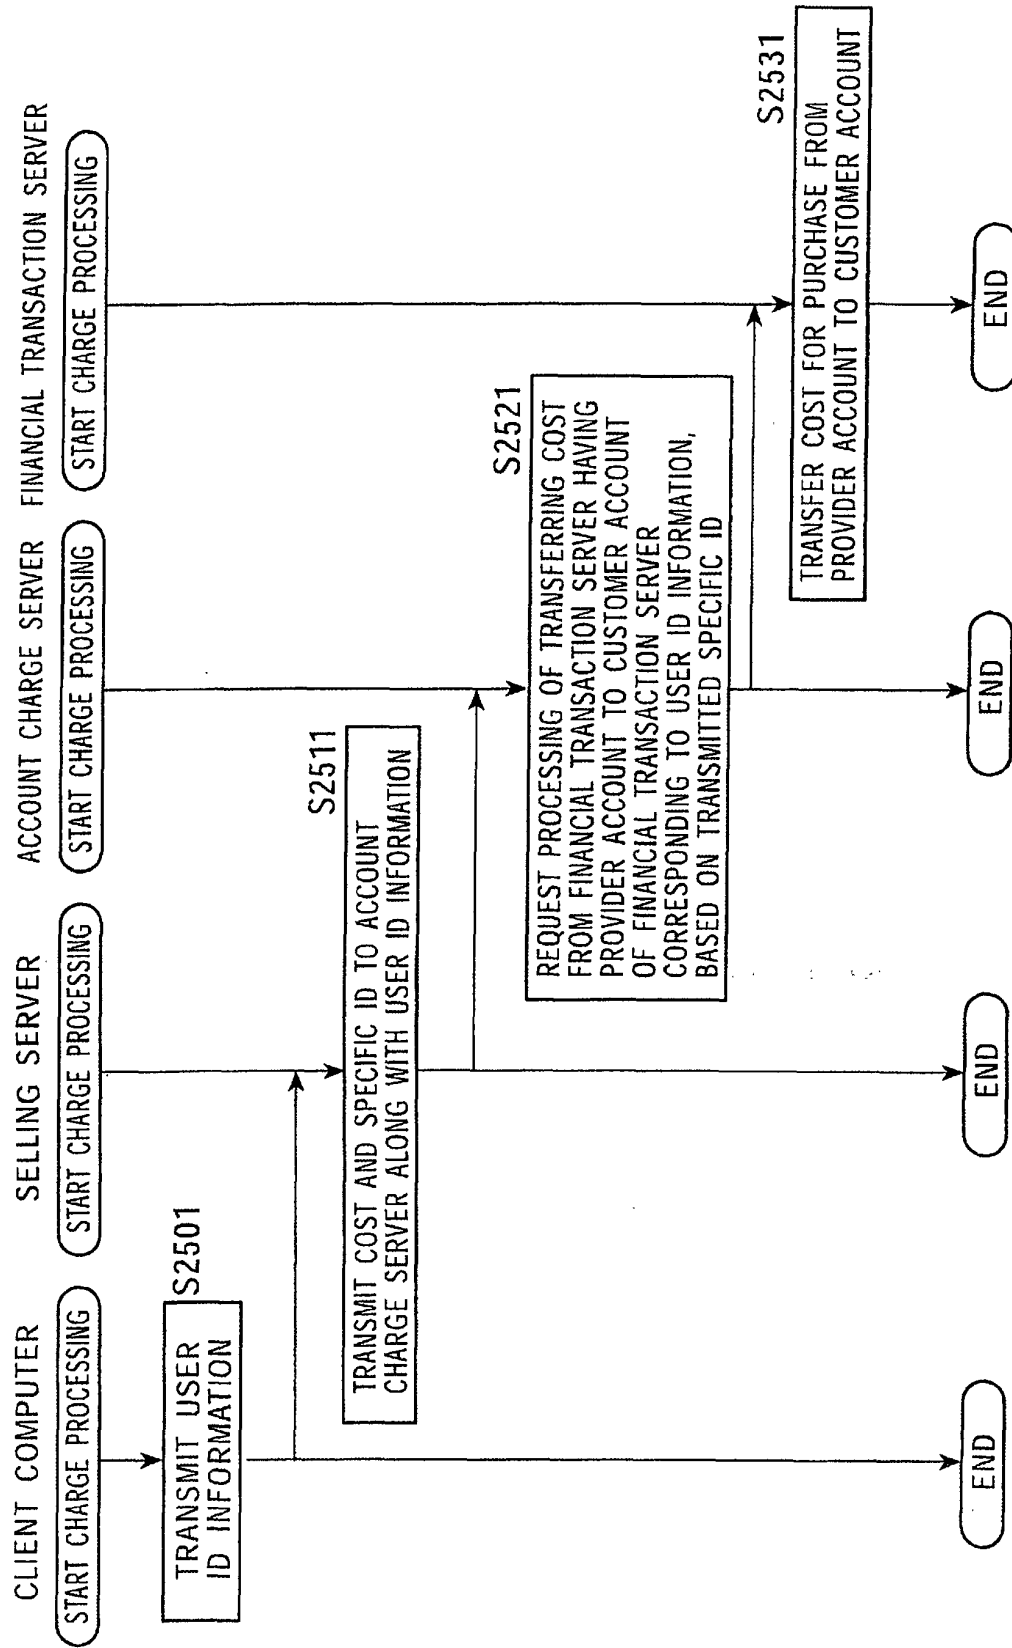 CLIENT COMPUTER
SELLING SERVER
ACCOUNT CHARGE SERVER
FINANCIAL TRANSACTION SERVER
START CHARGE PROCESSING
START CHARGE PROCESSING
START CHARGE PROCESSING
START CHARGE PROCESSING
S2501
TRANSMIT USER
ID INFORMATION
S2511
TRANSMIT COST AND SPECIFIC ID TO ACCOUNT
CHARGE SERVER ALONG WITH USER ID INFORMATION
S2521
REQUEST PROCESSING OF TRANSFERRING COST
FROM FINANCIAL TRANSACTION SERVER HAVING
PROVIDER ACCOUNT TO CUSTOMER ACCOUNT
OF FINANCIAL TRANSACTION SERVER
CORRESPONDING TO USER ID INFORMATION,
BASED ON TRANSMITTED SPECIFIC ID
S2531
TRANSFER COST FOR PURCHASE FROM
PROVIDER ACCOUNT TO CUSTOMER ACCOUNT
END
END
END
END